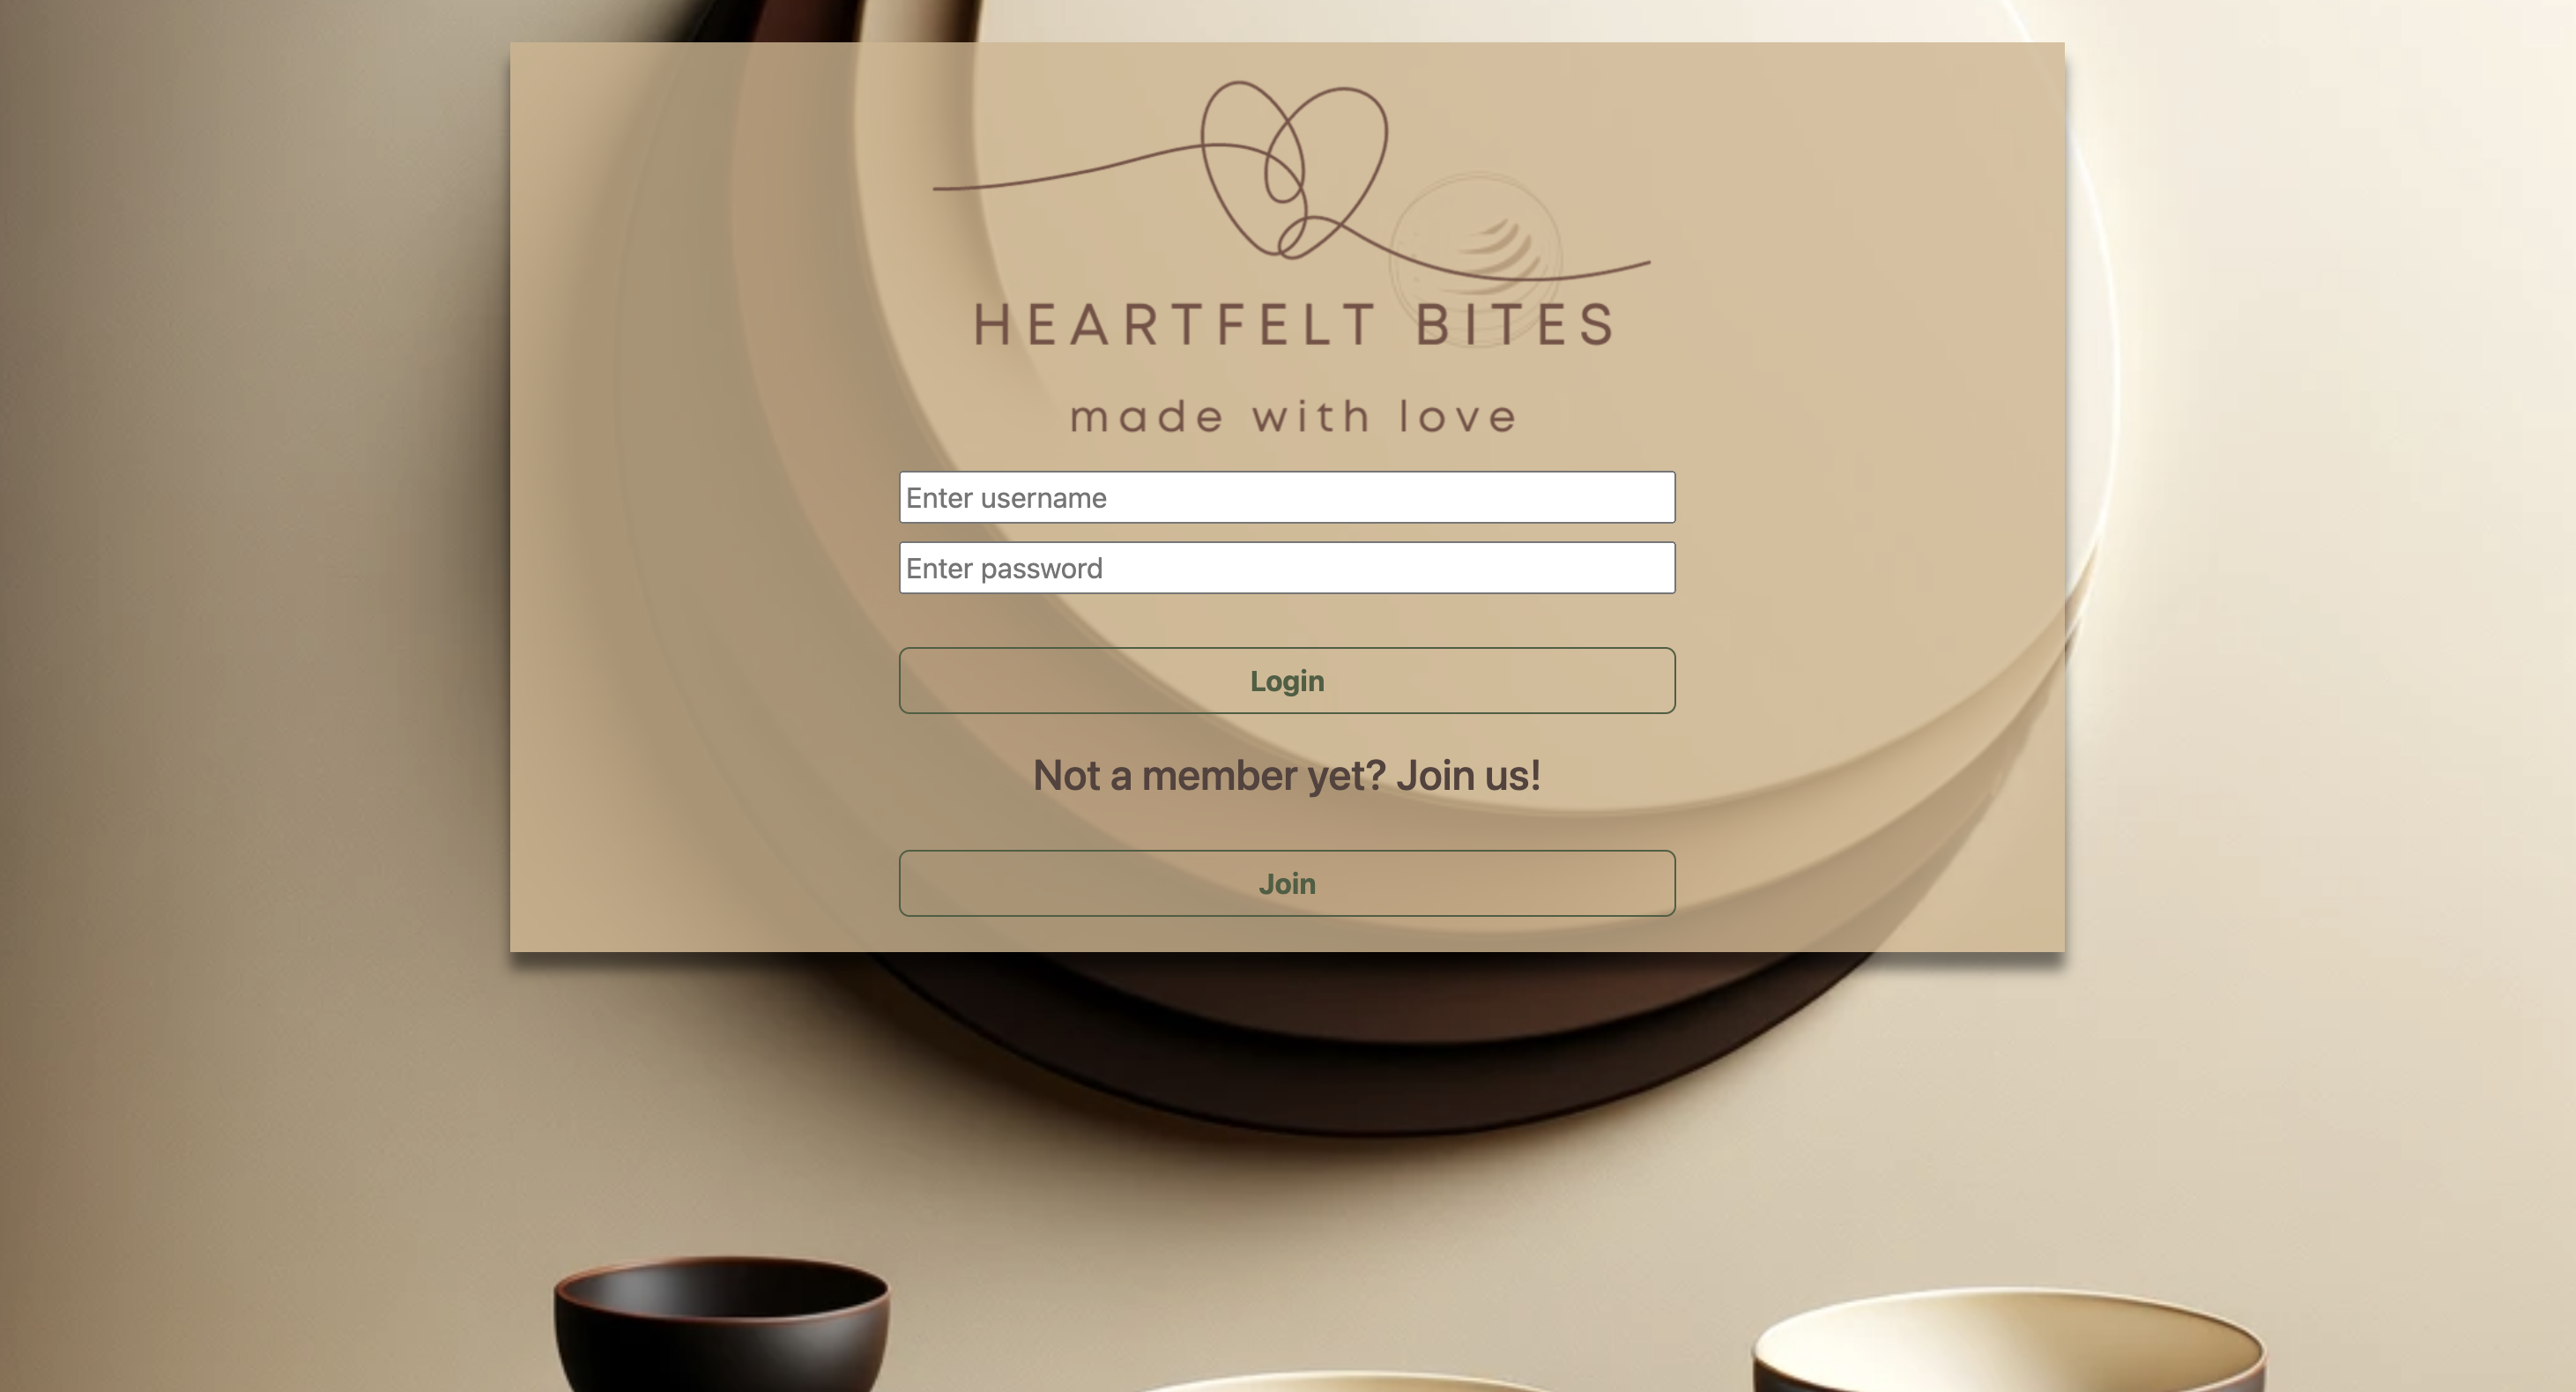 HEARTFELT BITES
made with love
Enter username
Enter password
Login
Not a member yet? Join us!
Join